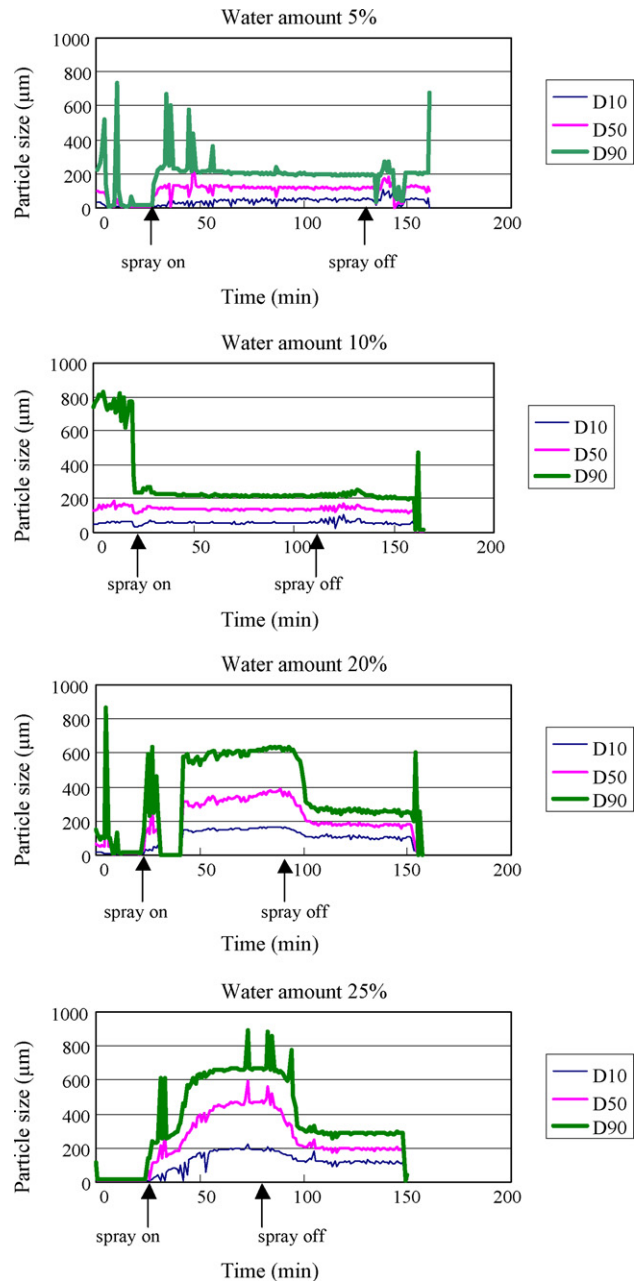 Water amount 5%
Particle size (µm)
1000
800
600
400
200
0
0 50 100 150 200
spray on spray off
Time (min)
D10
D50
D90
Water amount 10%
Particle size (µm)
1000
800
600
400
200
0
0 50 100 150 200
spray on spray off
Time (min)
D10
D50
D90
Water amount 20%
Particle size (µm)
1000
800
600
400
200
0
0 50 100 150 200
spray on spray off
Time (min)
D10
D50
D90
Water amount 25%
Particle size (µm)
1000
800
600
400
200
0
0 50 100 150 200
spray on spray off
Time (min)
D10
D50
D90